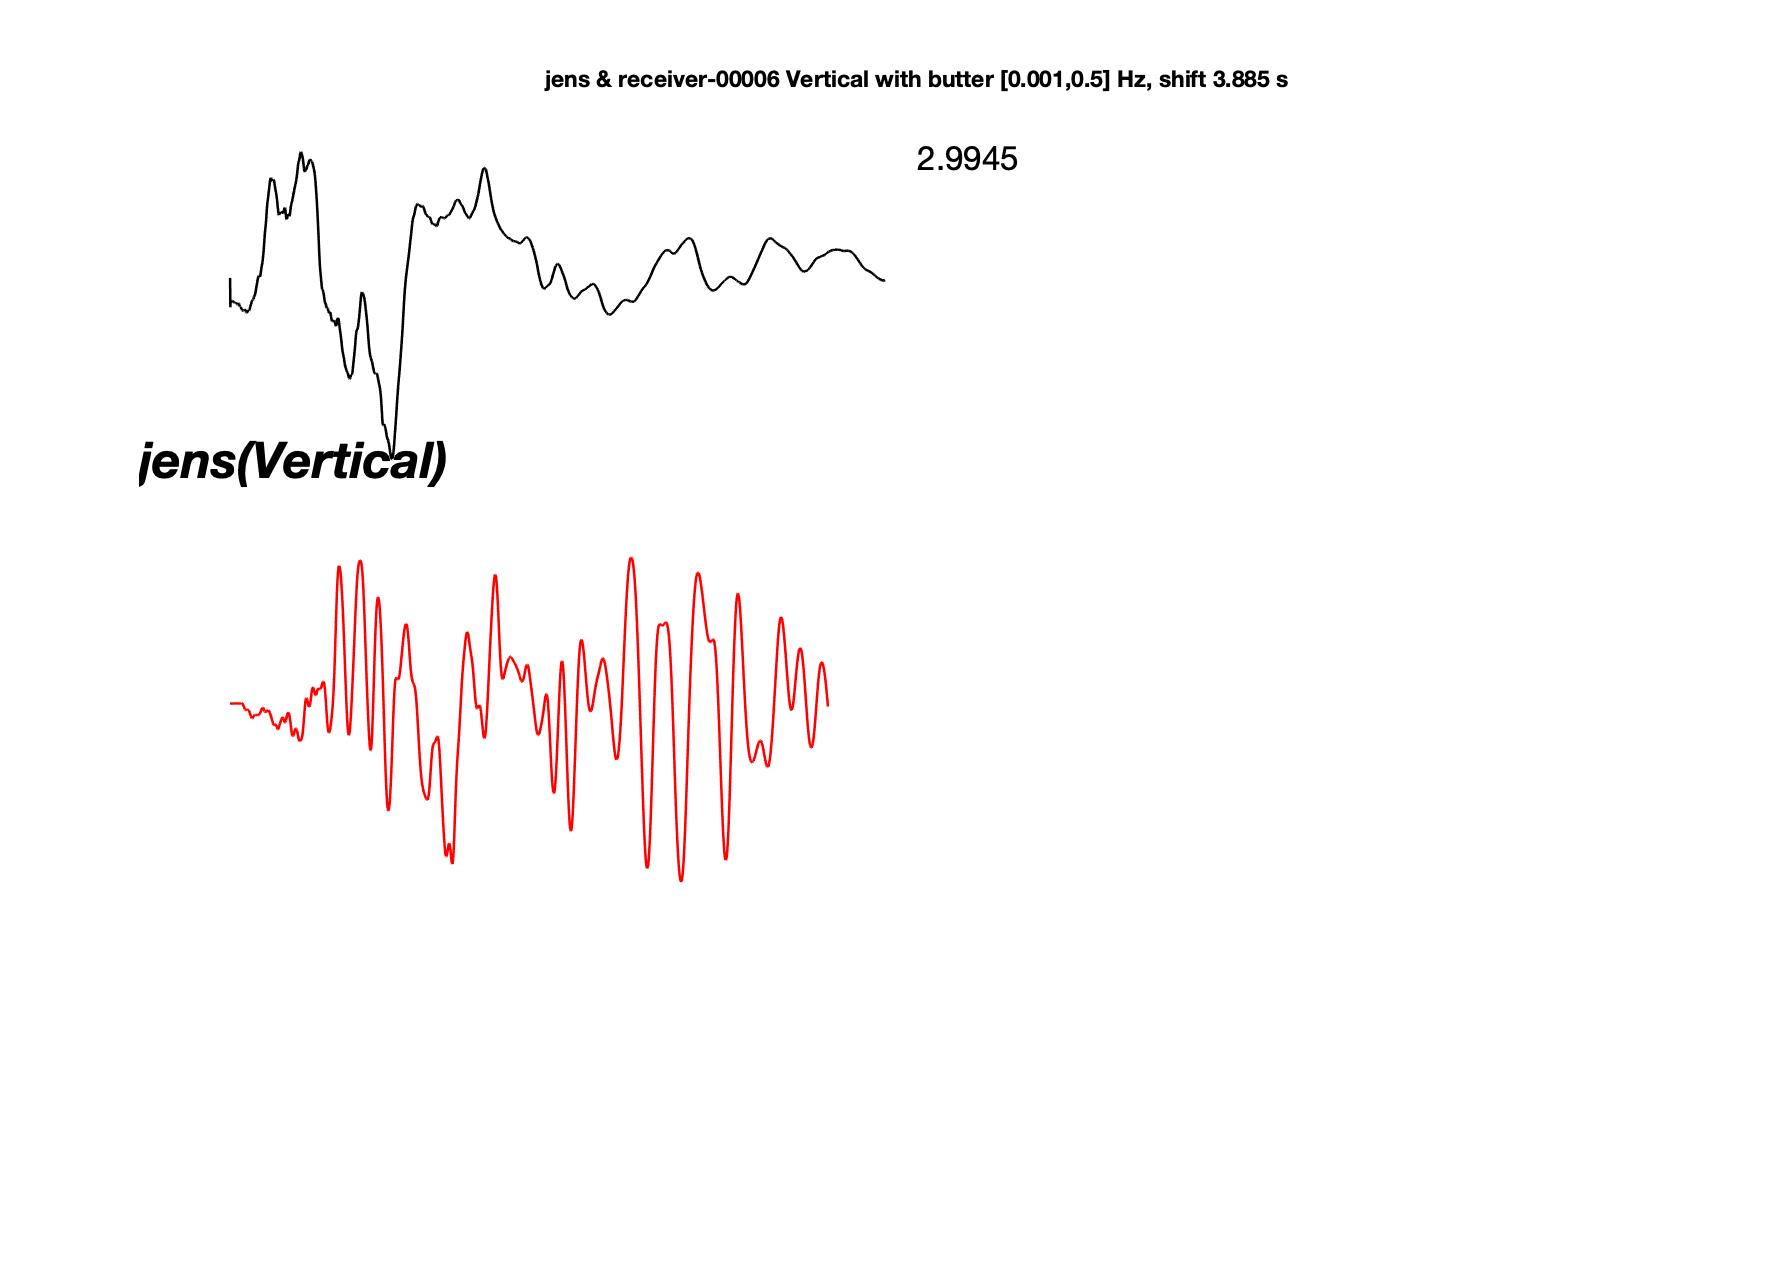 jens & receiver-00006 Vertical with butter [0.001,0.5] Hz, shift 3.885 s
2.9945
jens(Vertical)